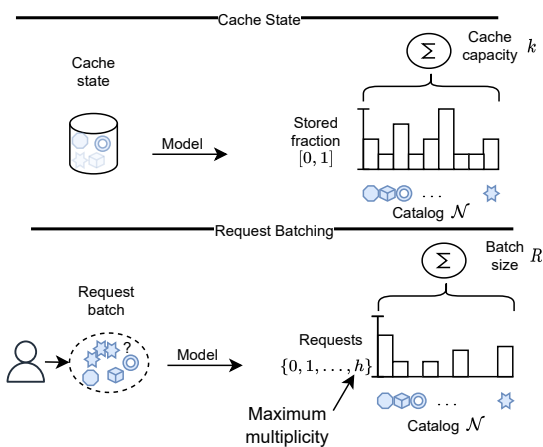 Cache State
Cache
state
Model
Σ
Cache
capacity k
Stored
fraction
[0, 1]
...
Catalog 𝒩
Request Batching
Request
batch
?
Model
Σ
Batch
size R
Requests
{0, 1, . . . , h}
...
Catalog 𝒩
Maximum
multiplicity